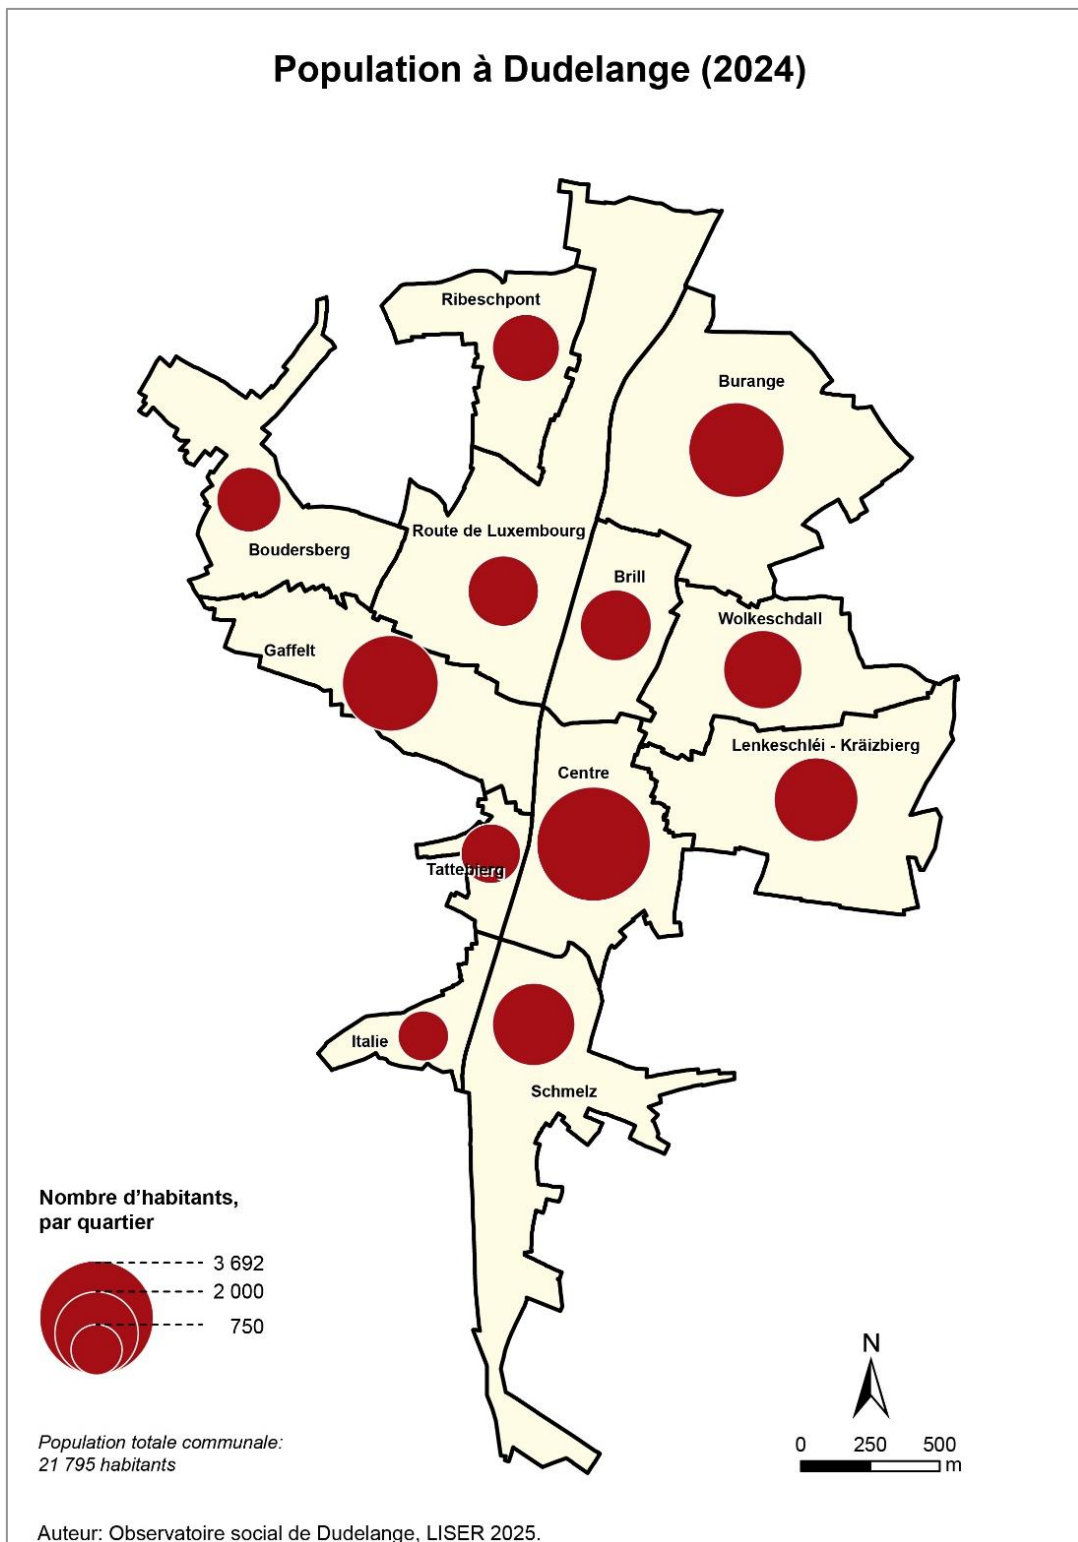 Population à Dudelange (2024)
Ribeschpont
Burange
Route de Luxembourg
Boudersberg
Brill
Wolkeschdall
Gaffelt
Lenkeschléi - Kräizbierg
Centre
Tattebierg
Italie
Schmelz
Nombre d'habitants,
par quartier
3 692
2 000
750
N
Population totale communale:
21 795 habitants
0 250 500
m
Auteur: Observatoire social de Dudelange, LISER 2025.